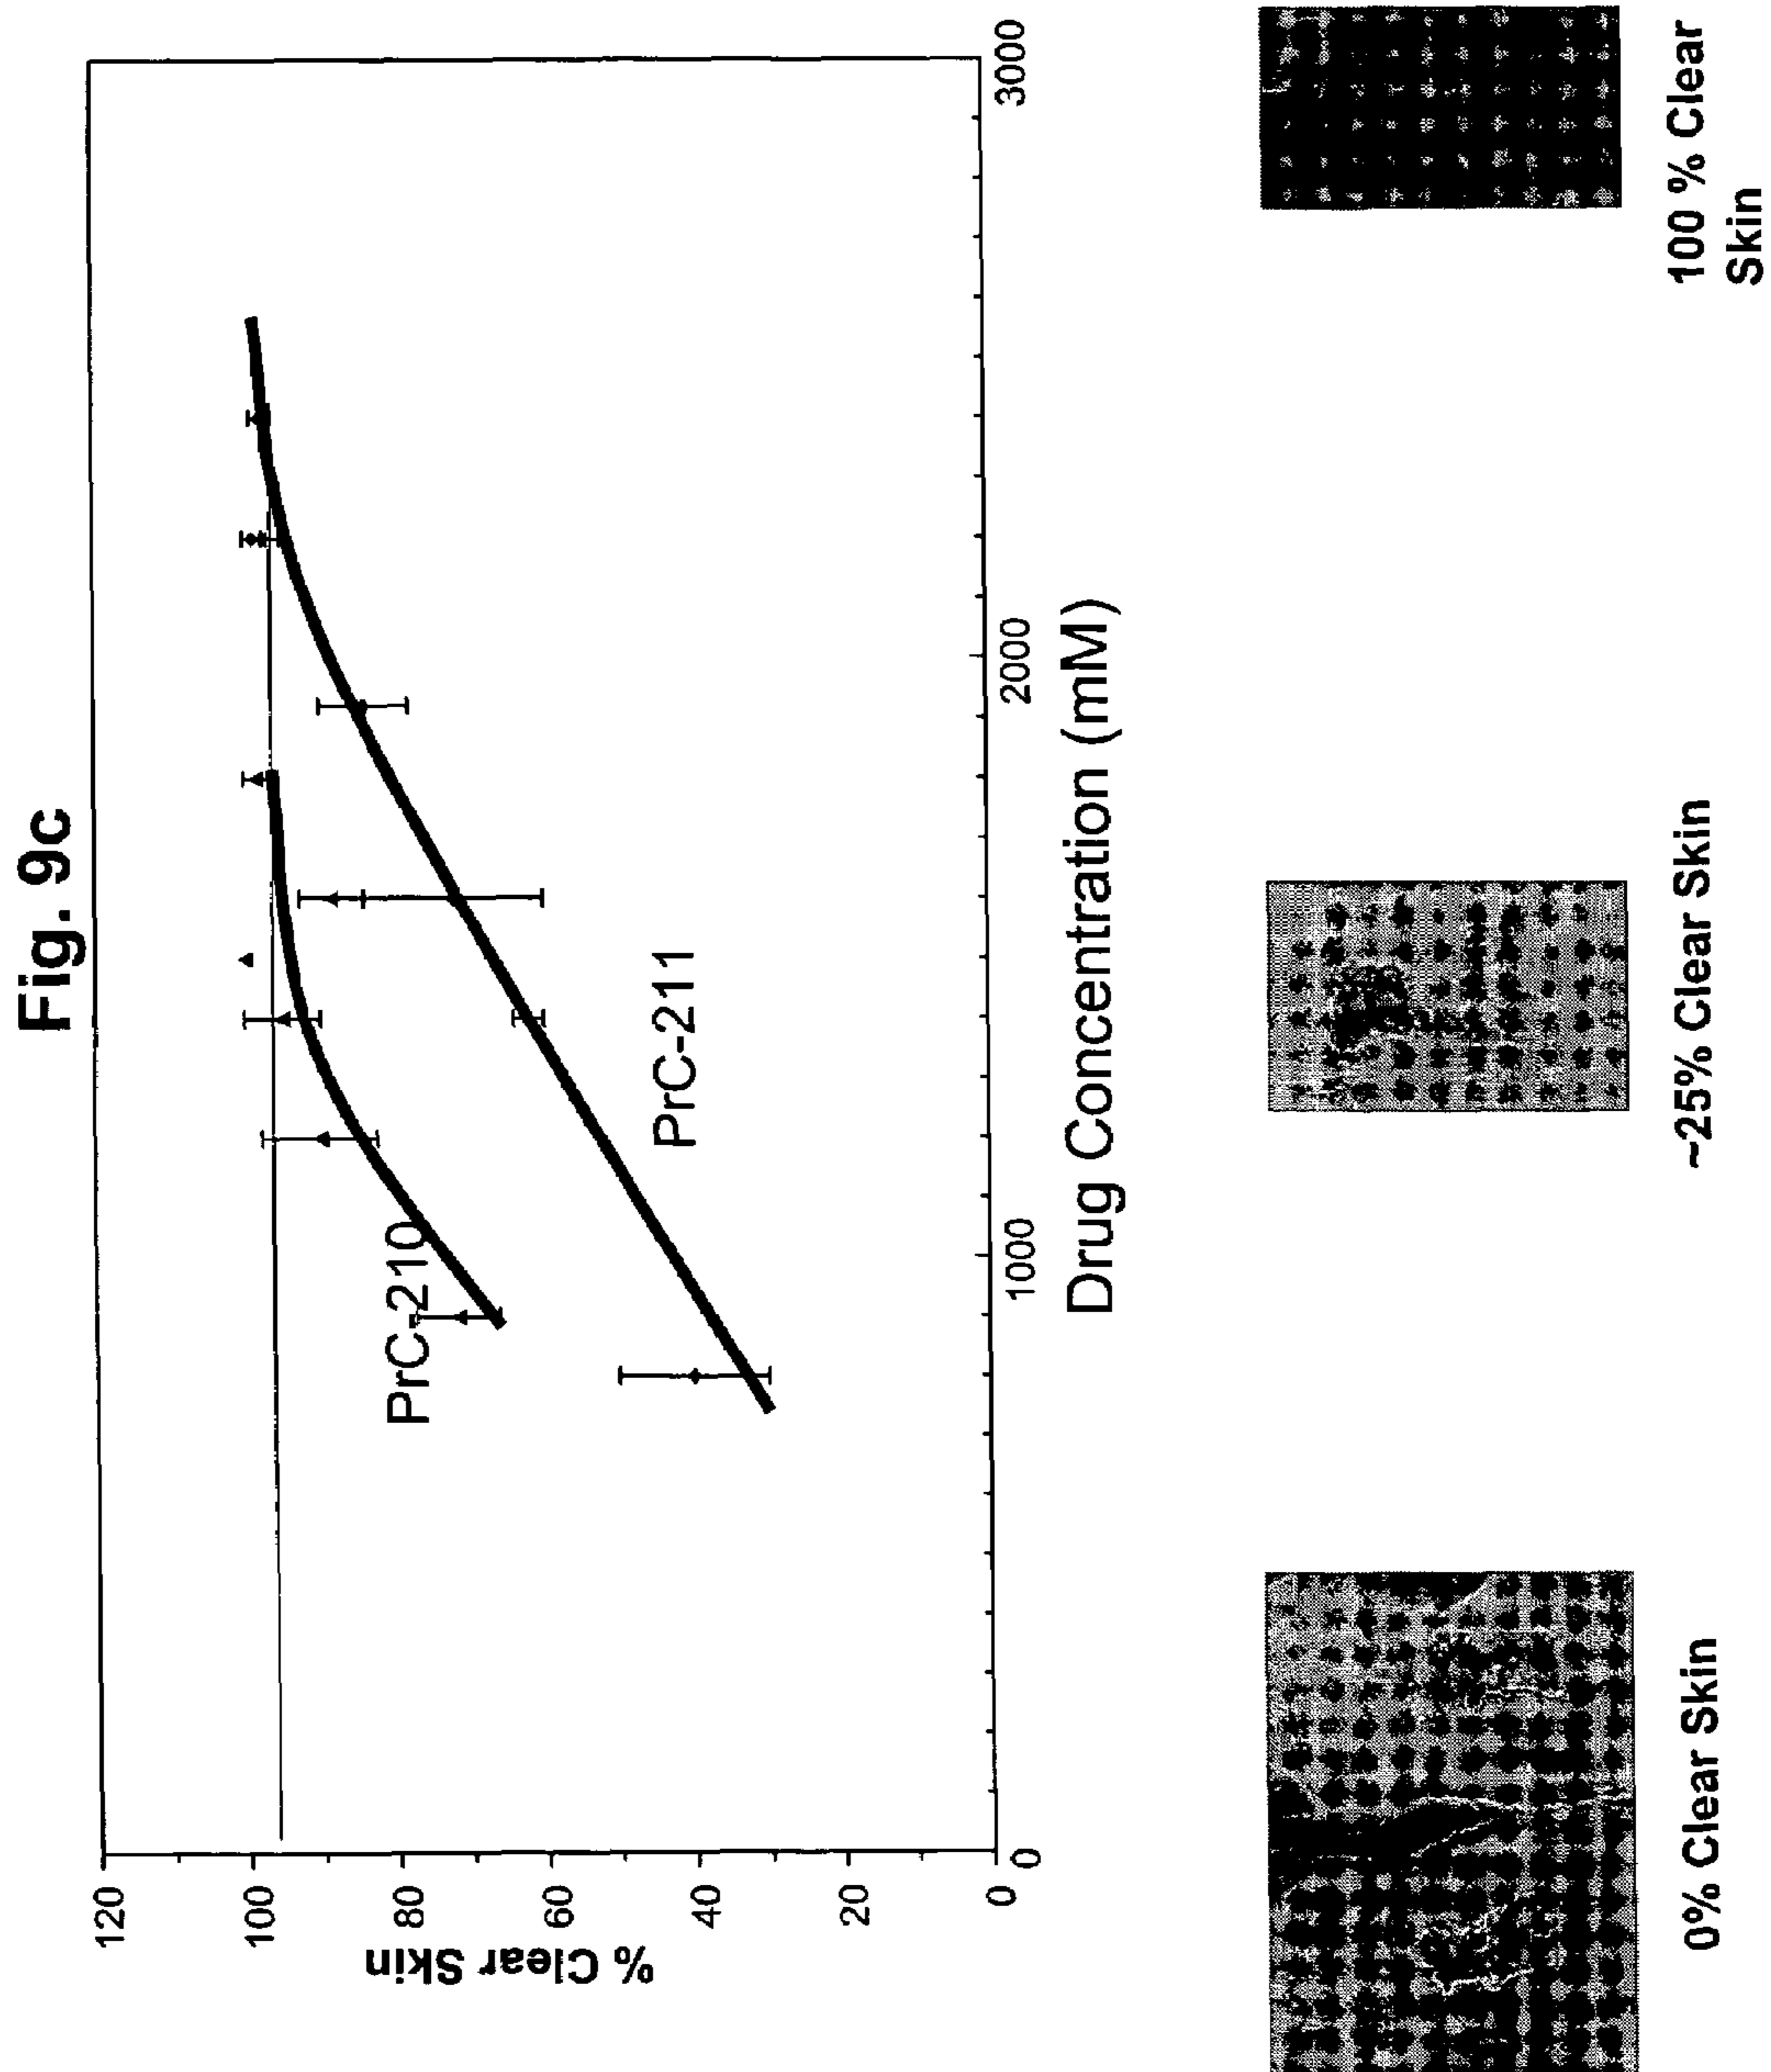 Fig. 9c
120
100
80
60
40
20
0
% Clear Skin
PrC-210
PrC-211
0
1000
2000
3000
Drug Concentration (mM)
0% Clear Skin
~25% Clear Skin
100 % Clear
Skin